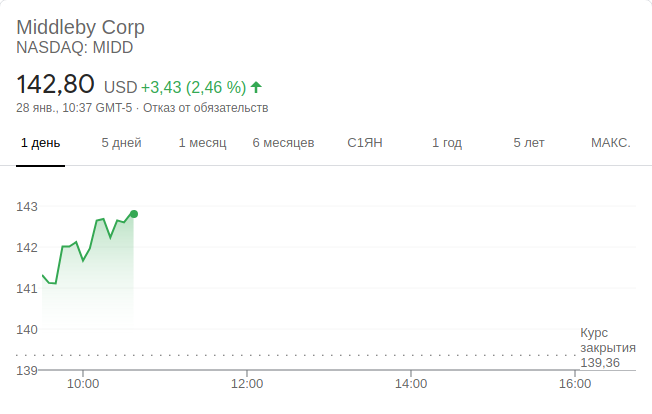 Middleby Corp
NASDAQ: MIDD
142,80 USD +3,43 (2,46 %)
28 янв., 10:37 GMT-5 · Отказ от обязательств
1 день 5 дней 1 месяц 6 месяцев С1ЯН 1 год 5 лет МАКС.
143
142
141
140
Курс
закрытия
139,36
139
10:00 12:00 14:00 16:00